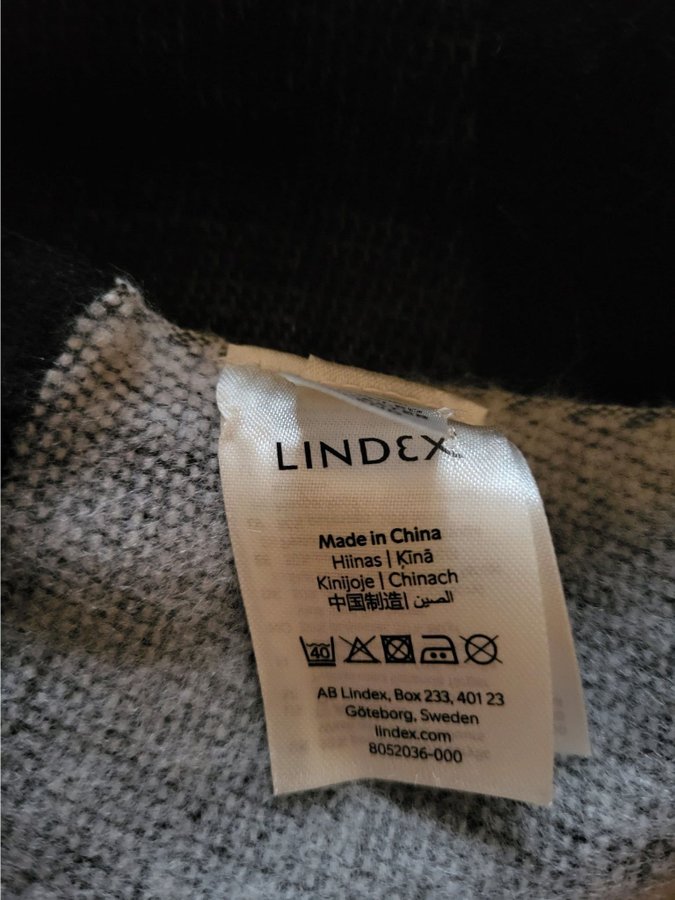 LINDEX
Made in China
Hiinas | Ķīnā
Kinijoje | Chinach
中国制造| الصين
40
AB Lindex, Box 233, 401 23
Göteborg, Sweden
lindex.com
8052036-000